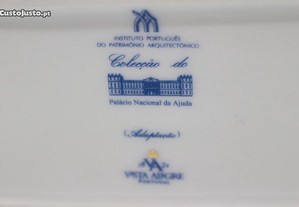 CustoJusto.pt
INSTITUTO PORTUGUÊS
DO PATRIMÓNIO ARQUITECTÓNICO
Colecção do
Palácio Nacional da Ajuda
(Adaptação)
VISTA ALEGRE
PORTUGAL